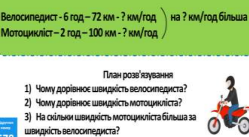 Велосипедист - 6 год – 72 км - ? км/год
Мотоцикліст – 2 год – 100 км - ? км/год
на ? км/год більша
План розв'язування
1) Чому дорівнює швидкість велосипедиста?
2) Чому дорівнює швидкість мотоцикліста?
3) На скільки швидкість мотоцикліста більша за
швидкість велосипедиста?